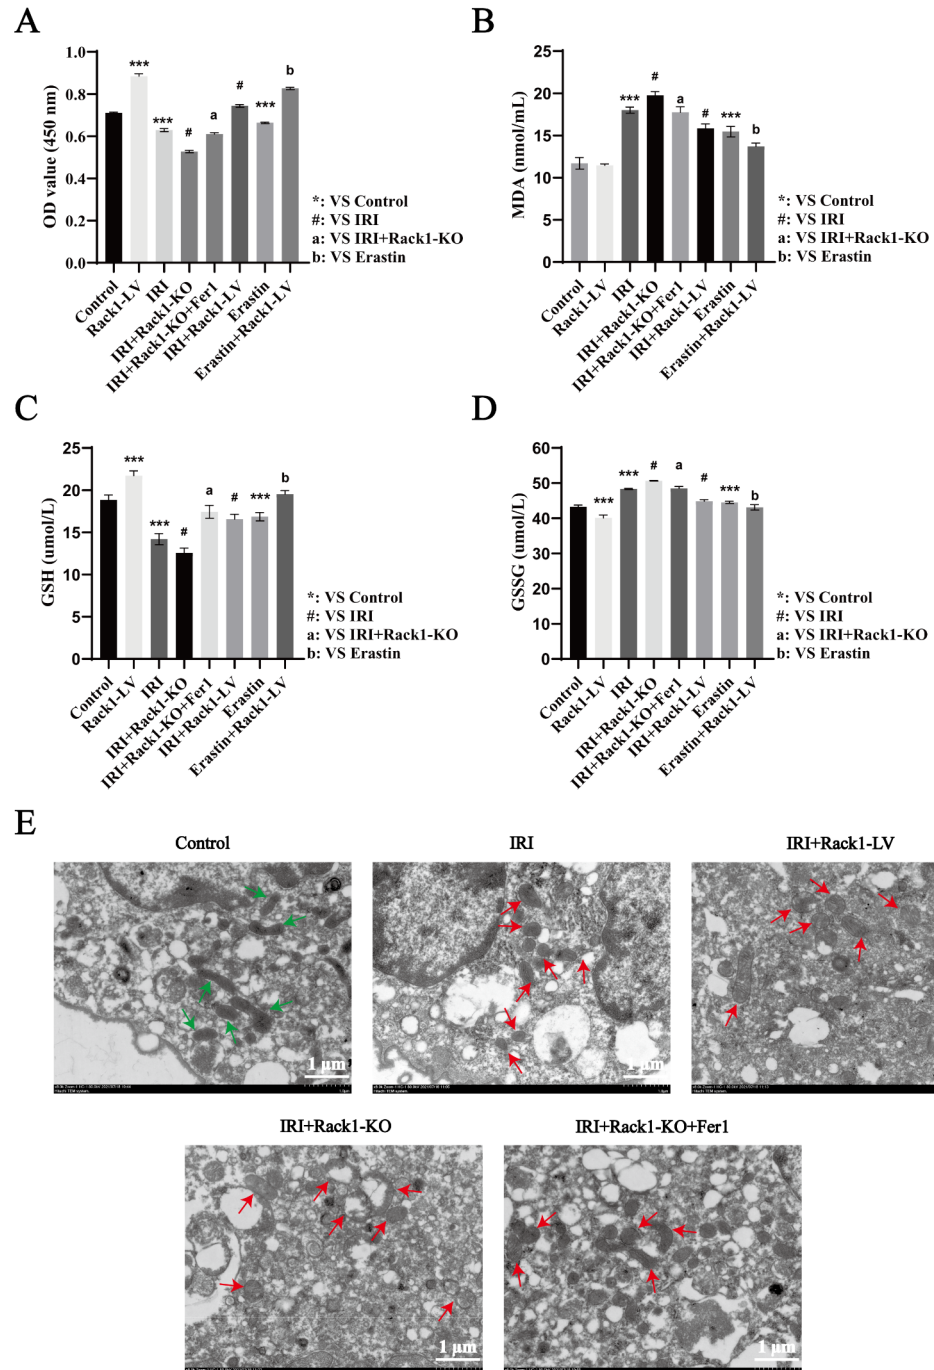 A
OD value (450 nm)
1.0
0.8
0.6
0.4
0.2
0.0
***
***
#
a
#
***
b
Control
Rack1-LV
IRI
IRI+Rack1-KO
IRI+Rack1-KO+Fer1
IRI+Rack1-LV
Erastin
Erastin+Rack1-LV
*: VS Control
#: VS IRI
a: VS IRI+Rack1-KO
b: VS Erastin
B
MDA (nmol/mL)
25
20
15
10
5
0
***
#
a
#
***
b
Control
Rack1-LV
IRI
IRI+Rack1-KO
IRI+Rack1-KO+Fer1
IRI+Rack1-LV
Erastin
Erastin+Rack1-LV
*: VS Control
#: VS IRI
a: VS IRI+Rack1-KO
b: VS Erastin
C
GSH (umol/L)
25
20
15
10
5
0
***
***
#
a
#
***
b
Control
Rack1-LV
IRI
IRI+Rack1-KO
IRI+Rack1-KO+Fer1
IRI+Rack1-LV
Erastin
Erastin+Rack1-LV
*: VS Control
#: VS IRI
a: VS IRI+Rack1-KO
b: VS Erastin
D
GSSG (umol/L)
60
50
40
30
20
10
0
***
***
#
a
#
***
b
Control
Rack1-LV
IRI
IRI+Rack1-KO
IRI+Rack1-KO+Fer1
IRI+Rack1-LV
Erastin
Erastin+Rack1-LV
*: VS Control
#: VS IRI
a: VS IRI+Rack1-KO
b: VS Erastin
E
Control
IRI
IRI+Rack1-LV
1 μm
1 μm
1 μm
IRI+Rack1-KO
IRI+Rack1-KO+Fer1
1 μm
1 μm